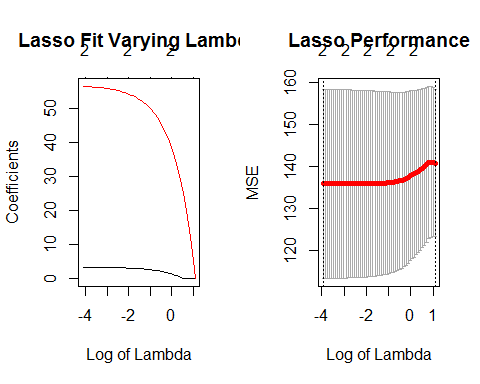 Lasso Fit Varying Lambd
2 2 2
Coefficients
0 10 20 30 40 50
-4 -2 0
Log of Lambda
Lasso Performance
2 2 2 2 2
MSE
120 130 140 150 160
-4 -2 0 1
Log of Lambda